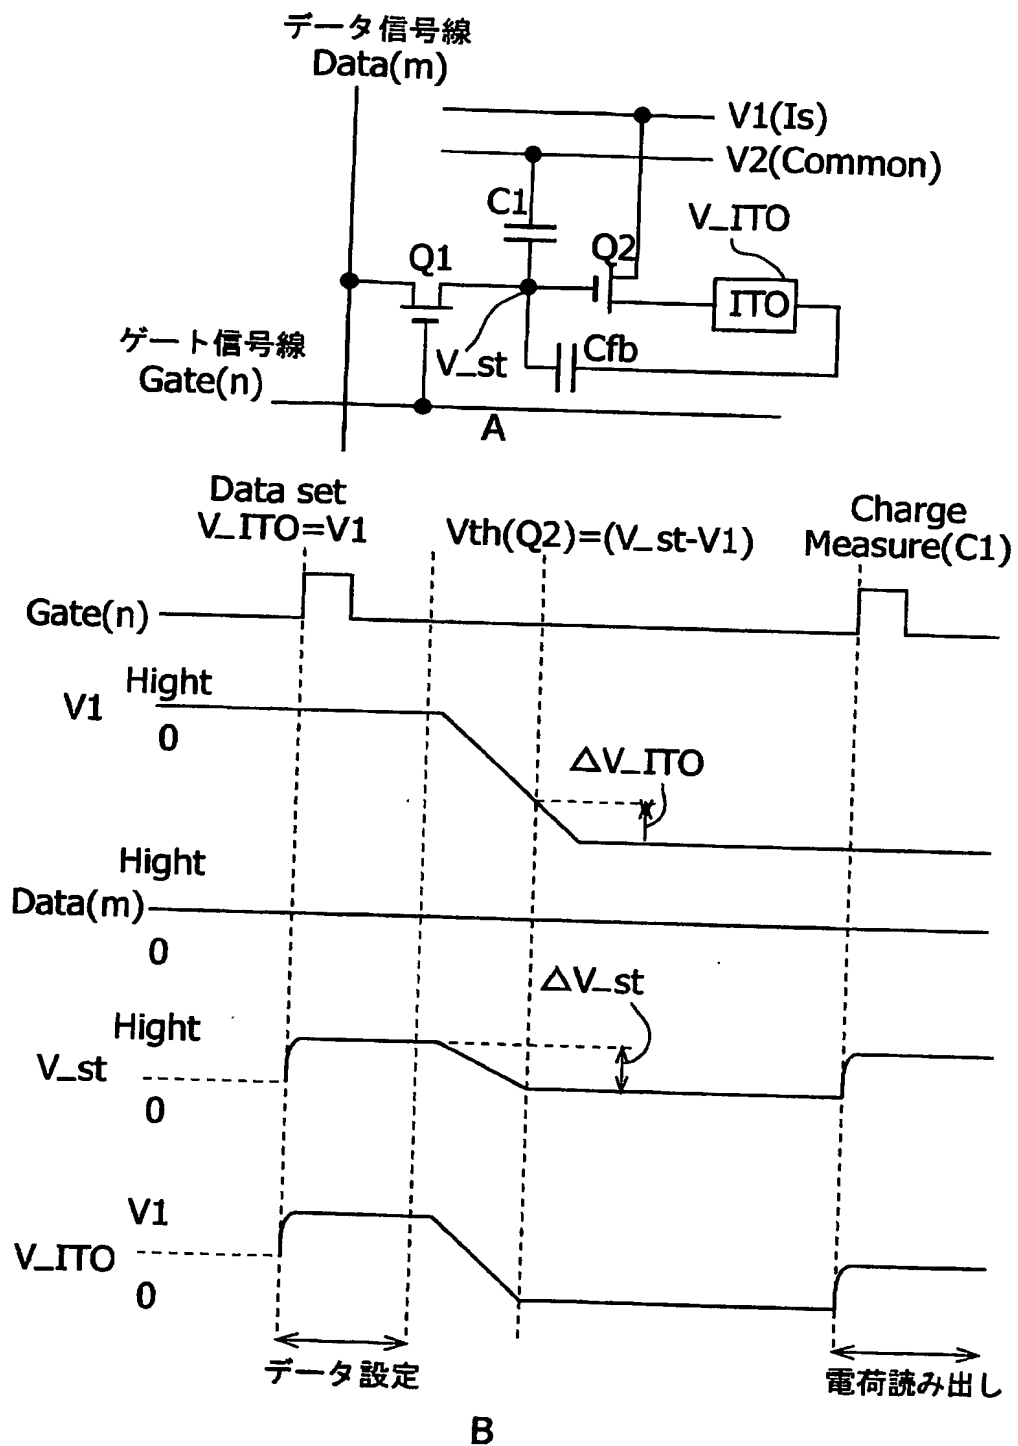 データ信号線
Data(m)
V1(Is)
V2(Common)
C1
V_ITO
Q1
Q2
ITO
ゲート信号線
Gate(n)
V_st
Cfb
A
Data set
V_ITO=V1
Vth(Q2)=(V_st-V1)
Charge
Measure(C1)
Gate(n)
Hight
V1
0
△V_ITO
Hight
Data(m)
0
△V_st
Hight
V_st
0
V1
V_ITO
0
データ設定
電荷読み出し
B